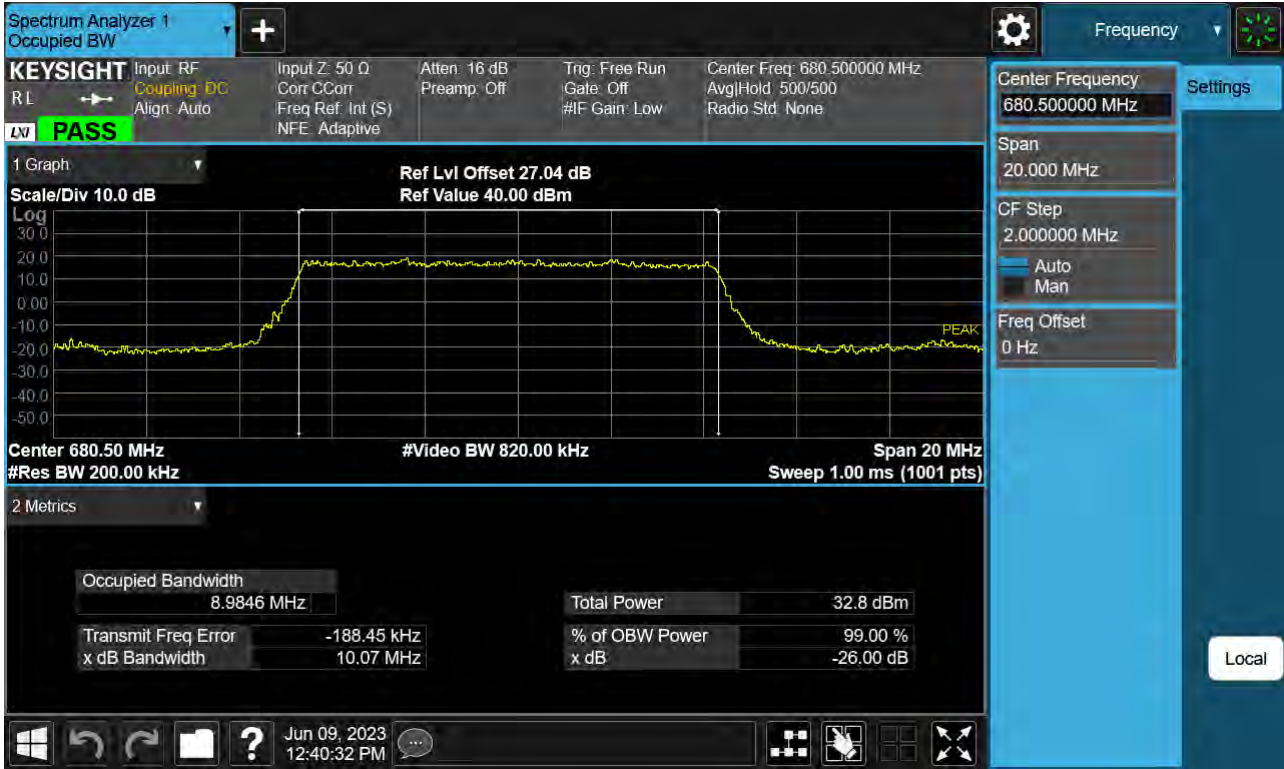 Spectrum Analyzer 1
Occupied BW
Frequency
KEYSIGHT
RL
LXI PASS
Input: RF
Coupling: DC
Align: Auto
Input Z: 50 Ω
Corr CCorr
Freq Ref: Int (S)
NFE: Adaptive
Atten: 16 dB
Preamp: Off
Trig: Free Run
Gate: Off
#IF Gain: Low
Center Freq: 680.500000 MHz
Avg|Hold: 500/500
Radio Std: None
Center Frequency
680.500000 MHz
Settings
Span
20.000 MHz
CF Step
2.000000 MHz
Auto
Man
Freq Offset
0 Hz
Local
1 Graph
Scale/Div 10.0 dB
Ref Lvl Offset 27.04 dB
Ref Value 40.00 dBm
Log
30.0
20.0
10.0
0.00
-10.0
-20.0
-30.0
-40.0
-50.0
PEAK
Center 680.50 MHz
#Video BW 820.00 kHz
Span 20 MHz
#Res BW 200.00 kHz
Sweep 1.00 ms (1001 pts)
2 Metrics
Occupied Bandwidth
8.9846 MHz
Total Power 32.8 dBm
Transmit Freq Error -188.45 kHz
% of OBW Power 99.00 %
x dB Bandwidth 10.07 MHz
x dB -26.00 dB
?
Jun 09, 2023
12:40:32 PM